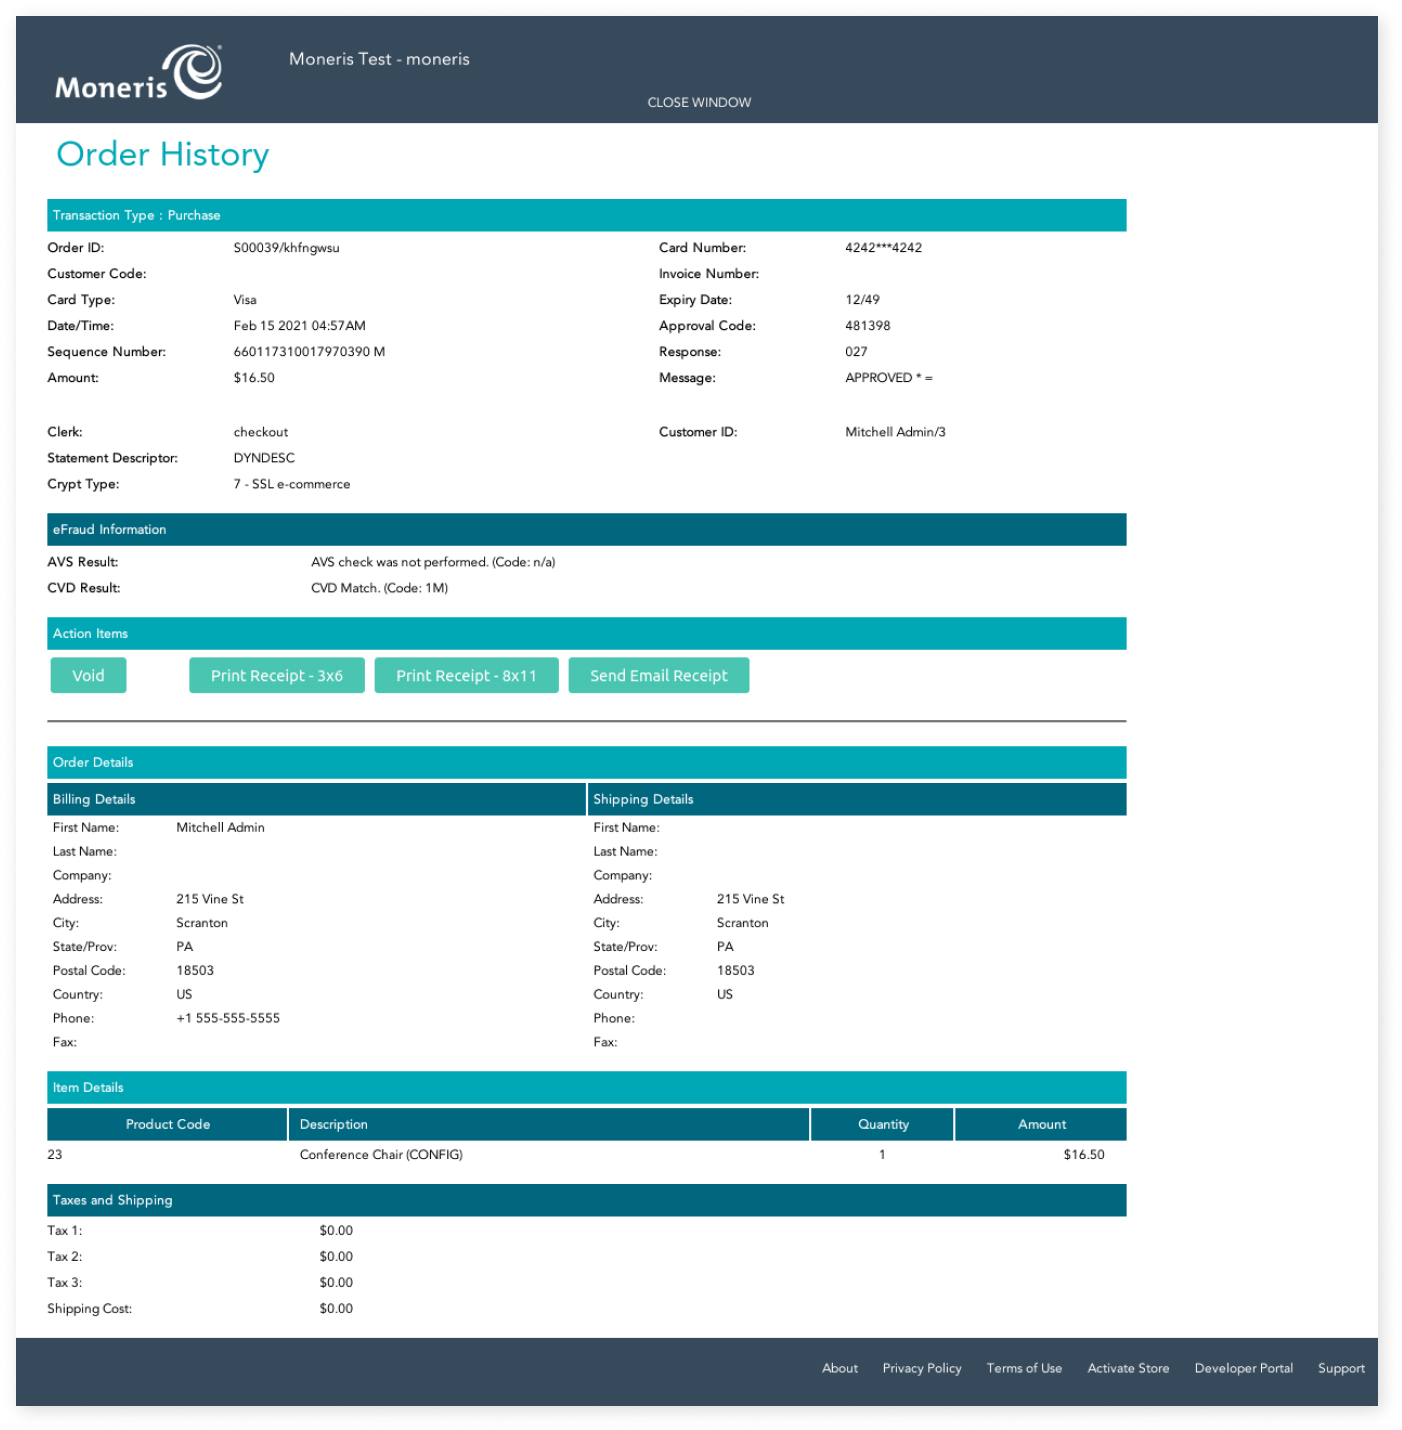 Moneris
Moneris Test - moneris
CLOSE WINDOW
Order History
Transaction Type : Purchase
Order ID: S00039/khfngwsu Card Number: 4242***4242
Customer Code: Invoice Number:
Card Type: Visa Expiry Date: 12/49
Date/Time: Feb 15 2021 04:57AM Approval Code: 481398
Sequence Number: 660117310017970390 M Response: 027
Amount: $16.50 Message: APPROVED * =
Clerk: checkout Customer ID: Mitchell Admin/3
Statement Descriptor: DYNDESC
Crypt Type: 7 - SSL e-commerce
eFraud Information
AVS Result: AVS check was not performed. (Code: n/a)
CVD Result: CVD Match. (Code: 1M)
Action Items
Void Print Receipt - 3x6 Print Receipt - 8x11 Send Email Receipt
Order Details
Billing Details Shipping Details
First Name: Mitchell Admin First Name:
Last Name: Last Name:
Company: Company:
Address: 215 Vine St Address: 215 Vine St
City: Scranton City: Scranton
State/Prov: PA State/Prov: PA
Postal Code: 18503 Postal Code: 18503
Country: US Country: US
Phone: +1 555-555-5555 Phone:
Fax: Fax:
Item Details
Product Code Description Quantity Amount
23 Conference Chair (CONFIG) 1 $16.50
Taxes and Shipping
Tax 1: $0.00
Tax 2: $0.00
Tax 3: $0.00
Shipping Cost: $0.00
About Privacy Policy Terms of Use Activate Store Developer Portal Support